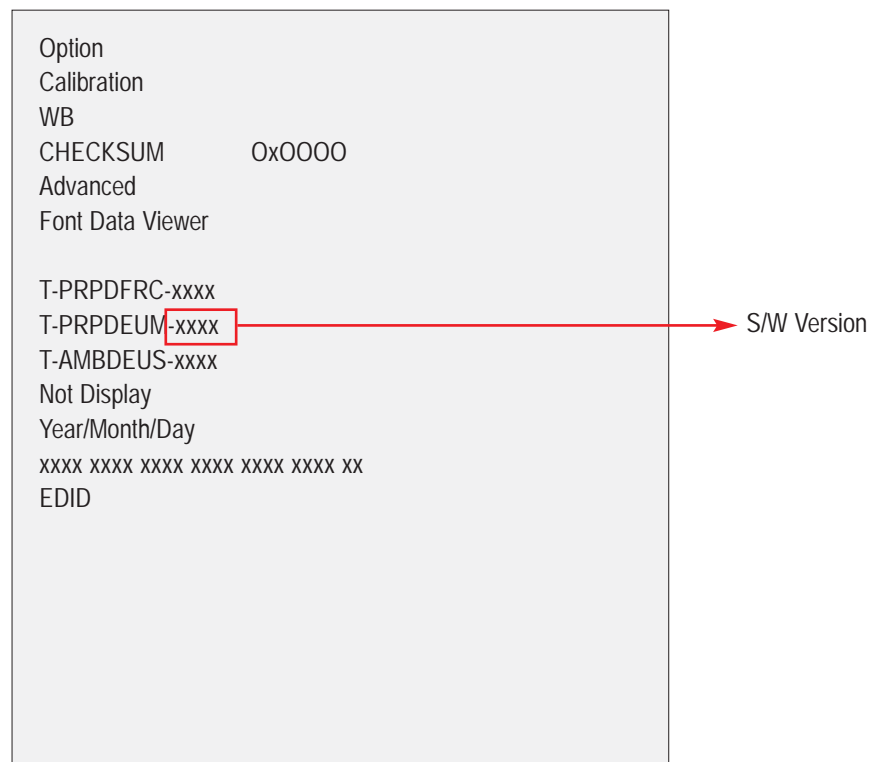 Option
Calibration
WB
CHECKSUM OxOOOO
Advanced
Font Data Viewer
T-PRPDFRC-xxxx
T-PRPDEUM-xxxx S/W Version
T-AMBDEUS-xxxx
Not Display
Year/Month/Day
xxxx xxxx xxxx xxxx xxxx xxxx xx
EDID